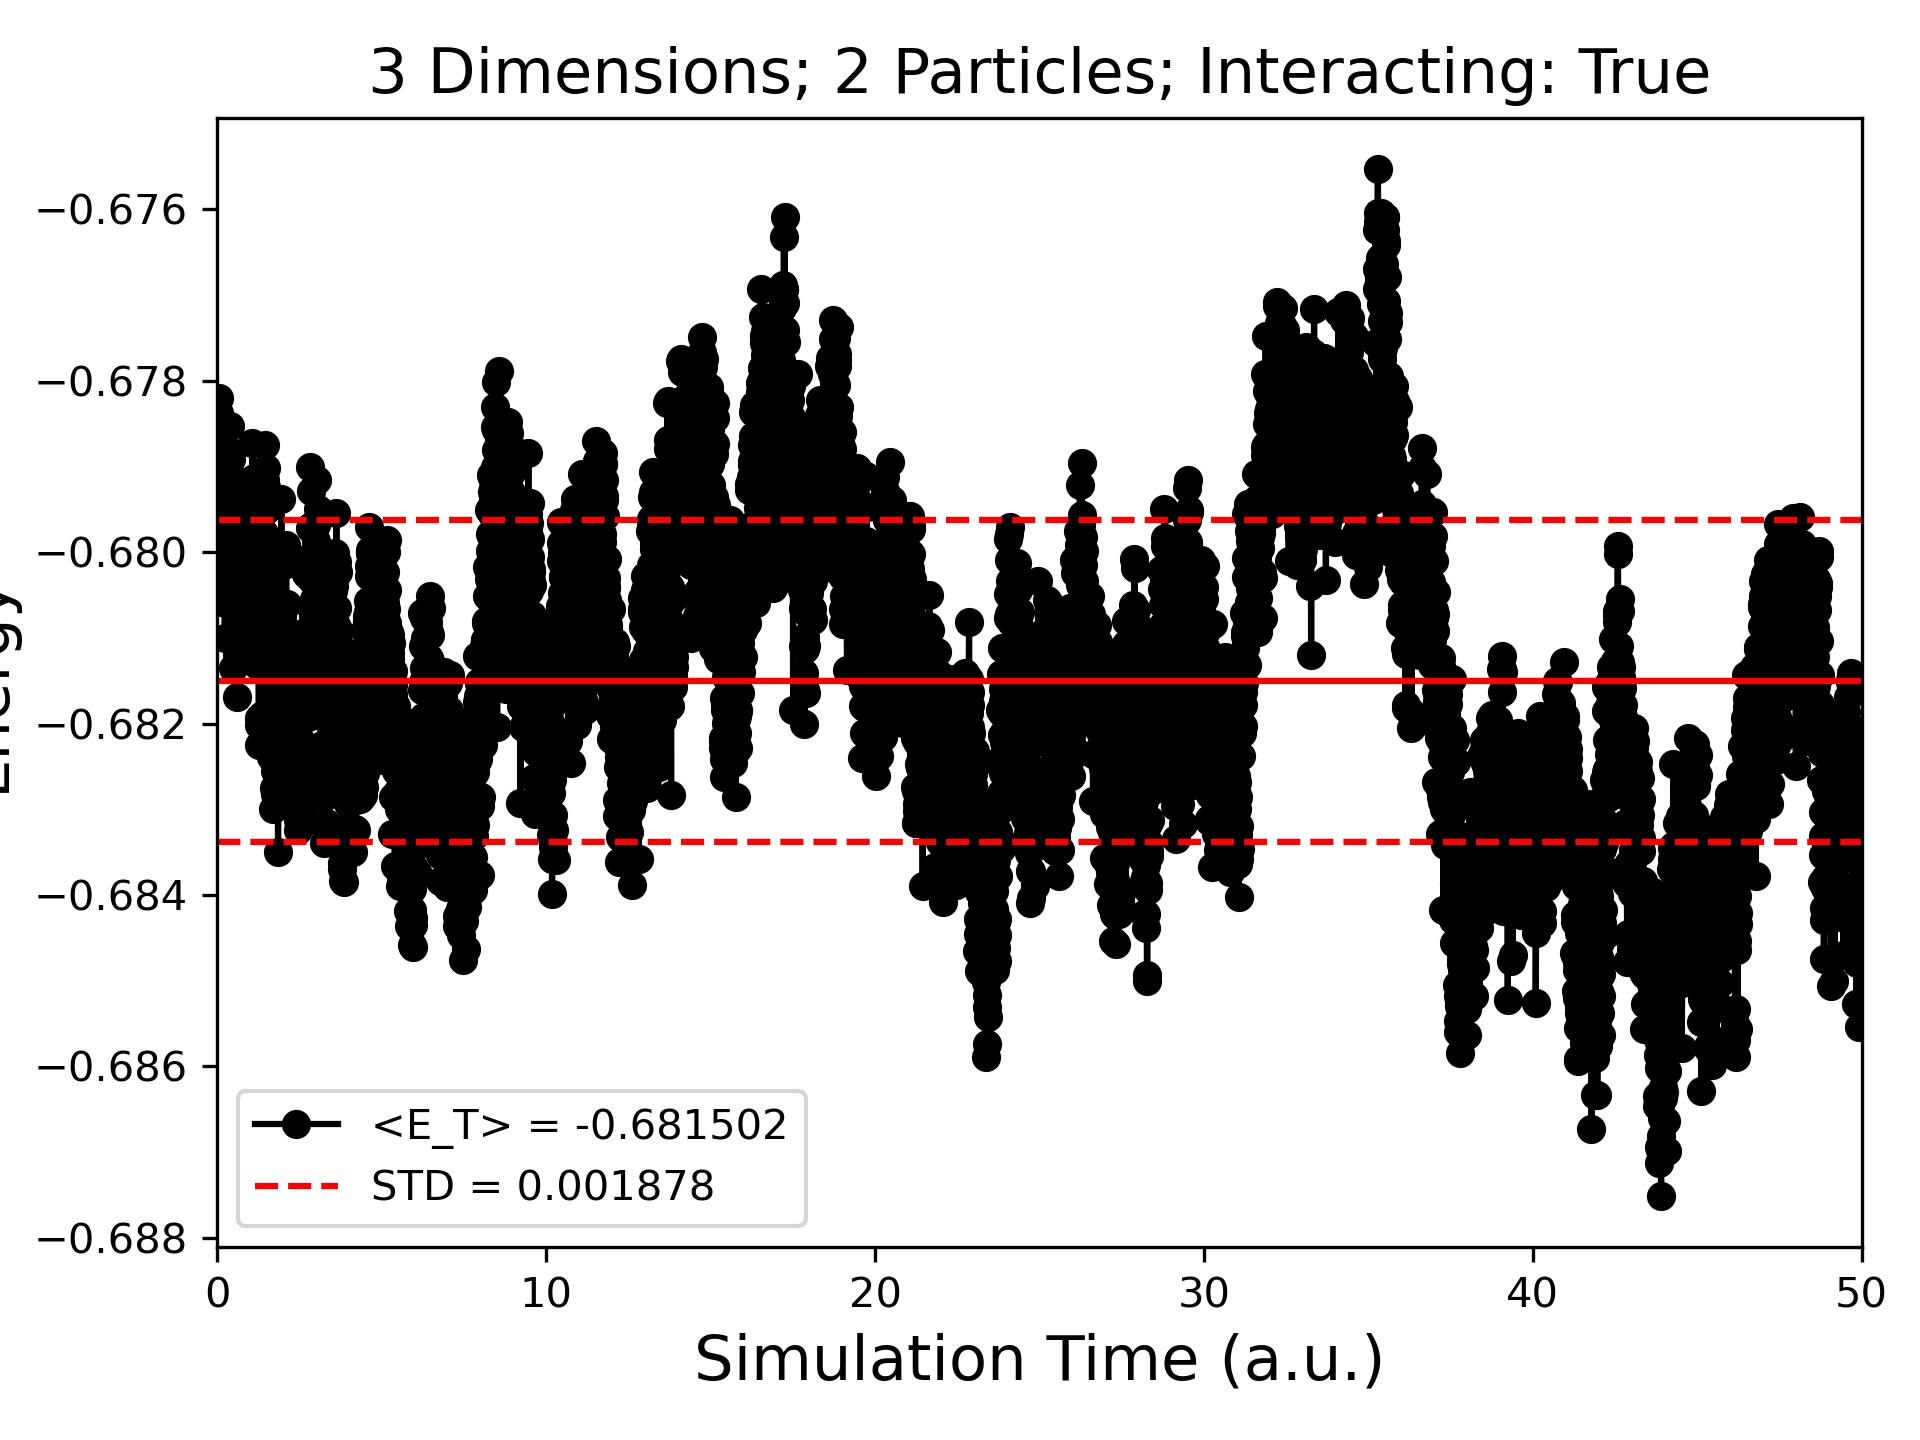 3 Dimensions; 2 Particles; Interacting: True
Energy
−0.676
−0.678
−0.680
−0.682
−0.684
−0.686
−0.688
<E_T> = -0.681502
STD = 0.001878
0 10 20 30 40 50
Simulation Time (a.u.)